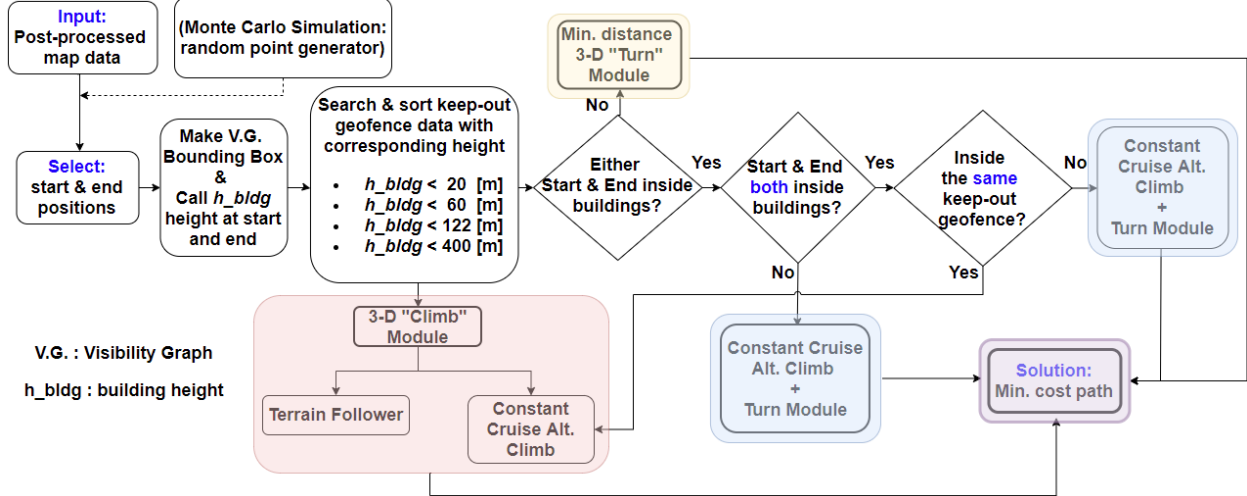 Input:
Post-processed
map data
(Monte Carlo Simulation:
random point generator)
Select:
start & end
positions
Make V.G.
Bounding Box
&
Call h_bldg
height at start
and end
Search & sort keep-out
geofence data with
corresponding height
• h_bldg < 20 [m]
• h_bldg < 60 [m]
• h_bldg < 122 [m]
• h_bldg < 400 [m]
Min. distance
3-D "Turn"
Module
No
Either
Start & End inside
buildings?
Yes
Start & End
both inside
buildings?
Yes
Inside
the same
keep-out
geofence?
No
Constant
Cruise Alt.
Climb
+
Turn Module
No
Yes
3-D "Climb"
Module
Terrain Follower
Constant
Cruise Alt.
Climb
Constant Cruise
Alt. Climb
+
Turn Module
Solution:
Min. cost path
V.G. : Visibility Graph
h_bldg : building height